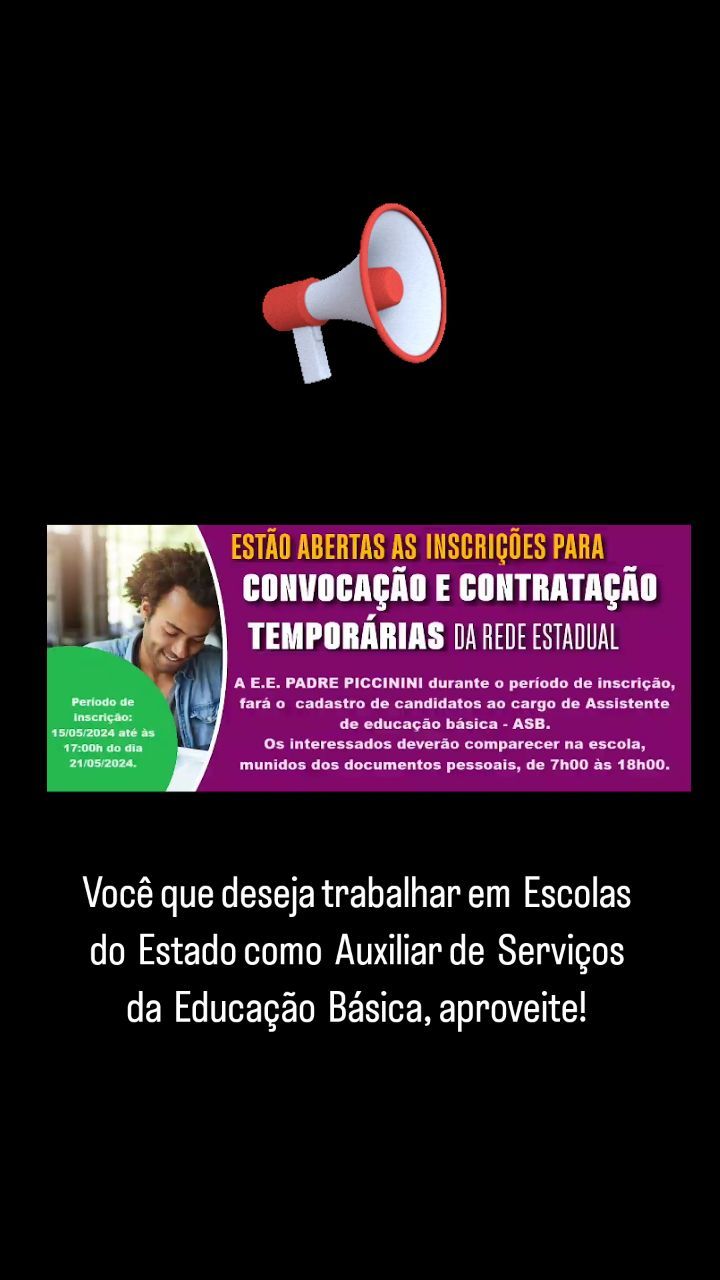 ESTÃO ABERTAS AS INSCRIÇÕES PARA
CONVOCAÇÃO E CONTRATAÇÃO
TEMPORÁRIAS DA REDE ESTADUAL
A E.E. PADRE PICCININI durante o período de inscrição,
fará o cadastro de candidatos ao cargo de Assistente
de educação básica - ASB.
Os interessados deverão comparecer na escola,
munidos dos documentos pessoais, de 7h00 às 18h00.
Período de
inscrição:
15/05/2024 até às
17:00h do dia
21/05/2024.
Você que deseja trabalhar em Escolas
do Estado como Auxiliar de Serviços
da Educação Básica, aproveite!